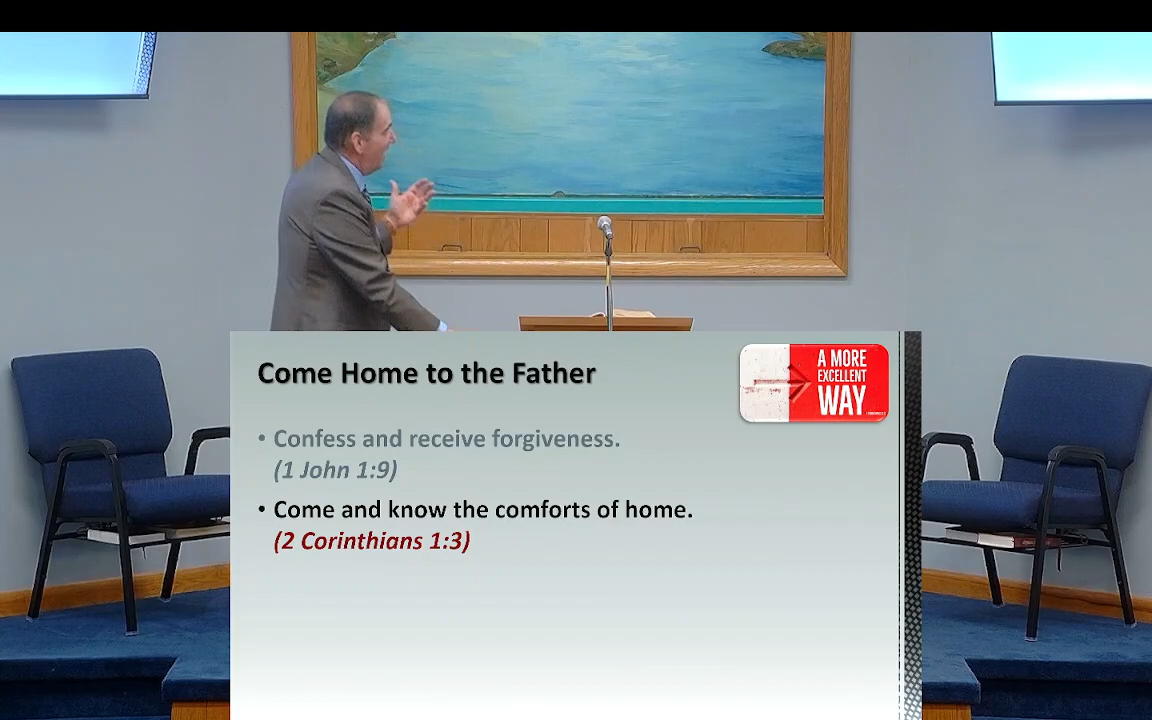 Come Home to the Father
A MORE
EXCELLENT
WAY
• Confess and receive forgiveness.
(1 John 1:9)
• Come and know the comforts of home.
(2 Corinthians 1:3)